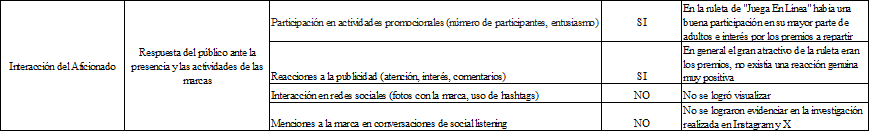 Participación en actividades promocionales (número de participantes, entusiasmo)
SI
En la ruleta de "Juega En Linea" habia una
buena participación en su mayor parte de
adultos e interés por los premios a repartir
Interacción del Aficionado
Respuesta del público ante la
presencia y las actividades de las
marcas
Reacciones a la publicidad (atención, interés, comentarios)
SI
En general el gran atractivo de la ruleta eran
los premios, no existia una reacción genuina
muy positiva
Interacción en redes sociales (fotos con la marca, uso de hashtags)
NO
No se logró visualizar
Menciones a la marca en conversaciones de social listening
NO
No se lograron evidenciar en la investigación
realizada en Instagram y X